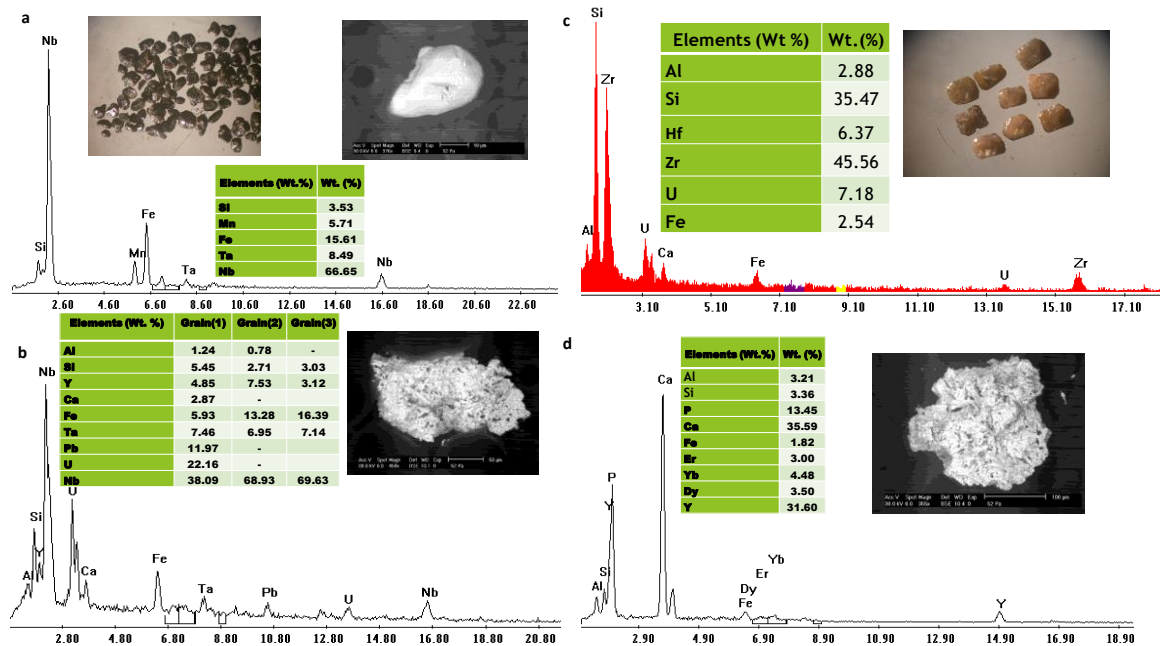 a
Nb
Si
Mn
Fe
Ta
Nb
Elements (Wt.%) Wt. (%)
Si 3.53
Mn 5.71
Fe 15.61
Ta 8.49
Nb 66.65
2.60 6.60 8.60 10.60 12.60 14.60 16.60 18.60 20.60 22.60
c
Si
Zr
Al
U
Ca
Fe
U
Zr
Elements (Wt %) Wt.(%)
Al 2.88
Si 35.47
Hf 6.37
Zr 45.56
U 7.18
Fe 2.54
3.10 5.10 7.10 9.10 11.10 13.10 15.10 17.10
b
Nb
Si
Y
Al
U
Ca
Fe
Ta
Pb
U
Nb
Elements (Wt. %) Grain(1) Grain(2) Grain(3)
Al 1.24 0.78 -
Si 5.45 2.71 3.03
Y 4.85 7.53 3.12
Ca 2.87 -
Fe 5.93 13.28 16.39
Ta 7.46 6.95 7.14
Pb 11.97 -
U 22.16 -
Nb 38.09 68.93 69.63
2.80 4.80 6.80 8.80 10.80 12.80 14.80 16.80 18.80 20.80
d
Ca
P
Y
Si
Al
Yb
Er
Dy
Fe
Y
Elements (Wt.%) Wt. (%)
Al 3.21
Si 3.36
P 13.45
Ca 35.59
Fe 1.82
Er 3.00
Yb 4.48
Dy 3.50
Y 31.60
2.90 4.90 6.90 8.90 10.90 12.90 14.90 16.90 18.90